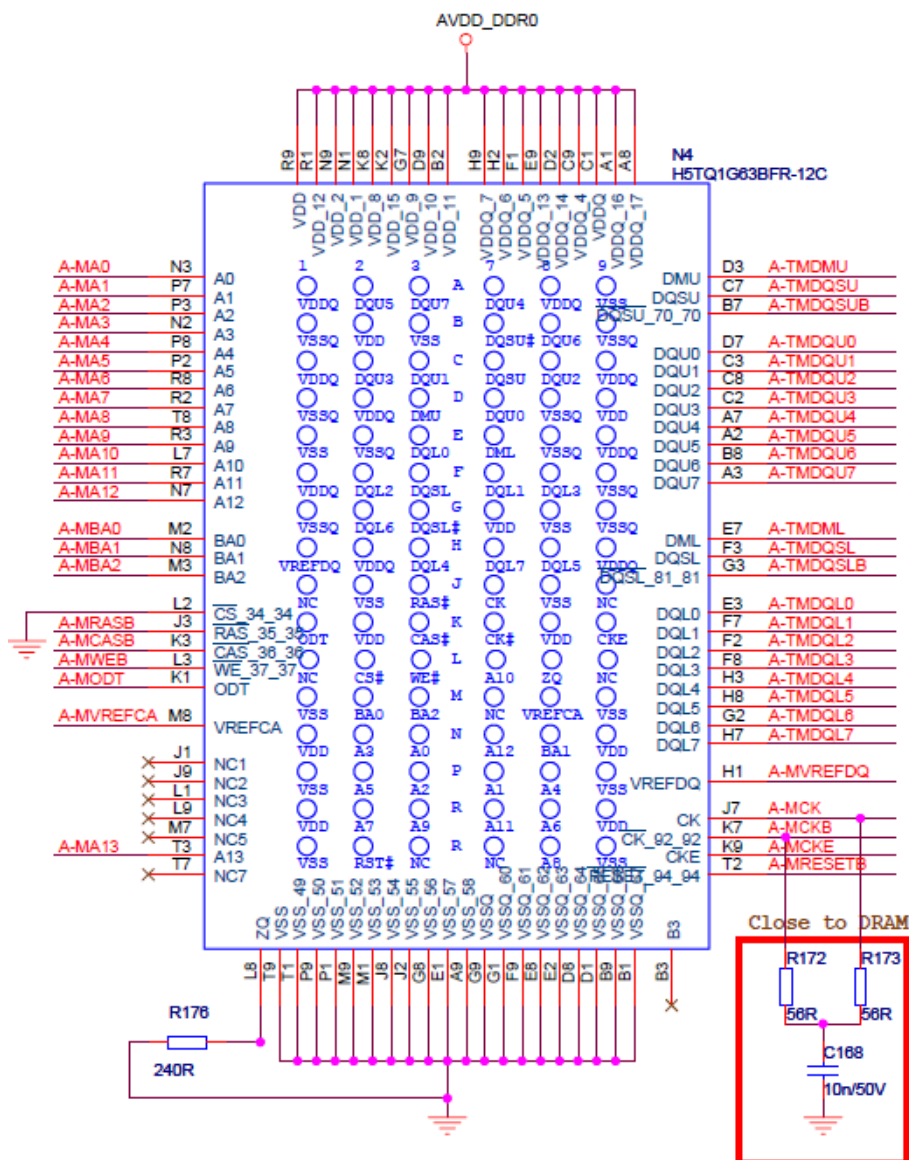 AVDD_DDR0
R9 R1 N9 N1 K8 K2 G7 D9 B2 H9 H2 F1 E9 D2 C9 C1 A1 A8
N4
H5TQ1G63BFR-12C
VDD VDD_12 VDD_2 VDD_1 VDD_8 VDD_15 VDD_9 VDD_10 VDD_11 VDDQ_7 VDDQ_6 VDDQ_5 VDDQ_13 VDDQ_14 VDDQ_4 VDDQ VDDQ_16 VDDQ_17
A-MA0 N3 A0
A-MA1 P7 A1
A-MA2 P3 A2
A-MA3 N2 A3
A-MA4 P8 A4
A-MA5 P2 A5
A-MA6 R8 A6
A-MA7 R2 A7
A-MA8 T8 A8
A-MA9 R3 A9
A-MA10 L7 A10
A-MA11 R7 A11
A-MA12 N7 A12
A-MBA0 M2 BA0
A-MBA1 N8 BA1
A-MBA2 M3 BA2
L2 CS_34_34
A-MRASB J3 RAS_35_35
A-MCASB K3 CAS_36_36
A-MWEB L3 WE_37_37
A-MODT K1 ODT
A-MVREFCA M8 VREFCA
J1 NC1
J9 NC2
L1 NC3
L9 NC4
M7 NC5
A-MA13 T3 A13
T7 NC7
1 2 3 7 8 9
A
VDDQ DQU5 DQU7 DQU4 VDDQ VSS
B
VSSQ VDD VSS DQSU# DQU6 VSSQ
C
VDDQ DQU3 DQU1 DQSU DQU2 VDDQ
D
VSSQ VDDQ DMU DQU0 VSSQ VDD
E
VSS VSSQ DQL0 DML VSSQ VDDQ
F
VDDQ DQL2 DQSL DQL1 DQL3 VSSQ
G
VSSQ DQL6 DQSL# VDD VSS VSSQ
H
VREFDQ VDDQ DQL4 DQL7 DQL5 VDDQ
J
NC VSS RAS# CK VSS NC
K
ODT VDD CAS# CK# VDD CKE
L
NC CS# WE# A10 ZQ NC
M
VSS BA0 BA2 NC VREFCA VSS
N
VDD A3 A0 A12 BA1 VDD
P
VSS A5 A2 A1 A4 VSS
R
VDD A7 A9 A11 A6 VDD
R
VSS RST# NC NC A8 VSS
DMU D3 A-TMDMU
DQSU C7 A-TMDQSU
DQSU_70_70 B7 A-TMDQSUB
DQU0 D7 A-TMDQU0
DQU1 C3 A-TMDQU1
DQU2 C8 A-TMDQU2
DQU3 C2 A-TMDQU3
DQU4 A7 A-TMDQU4
DQU5 A2 A-TMDQU5
DQU6 B8 A-TMDQU6
DQU7 A3 A-TMDQU7
DML E7 A-TMDML
DQSL F3 A-TMDQSL
DQSL_81_81 G3 A-TMDQSLB
DQL0 E3 A-TMDQL0
DQL1 F7 A-TMDQL1
DQL2 F2 A-TMDQL2
DQL3 F8 A-TMDQL3
DQL4 H3 A-TMDQL4
DQL5 H8 A-TMDQL5
DQL6 G2 A-TMDQL6
DQL7 H7 A-TMDQL7
VREFDQ H1 A-MVREFDQ
CK J7 A-MCK
CK_92_92 K7 A-MCKB
CKE K9 A-MCKE
RESET_94_94 T2 A-MRESETB
ZQ VSS VSS_49 VSS_50 VSS_51 VSS_52 VSS_53 VSS_54 VSS_55 VSS_56 VSS_57 VSS_58 VSSQ VSSQ_60 VSSQ_61 VSSQ_62 VSSQ_63 VSSQ_64 B3
L8 T9 T1 P9 P1 M9 M1 J8 J2 G8 E1 A9 G9 G1 F9 E8 E2 D8 D1 B9 B1 B3
Close to DRAM
R172 R173
56R 56R
C168
10n/50V
R176
240R